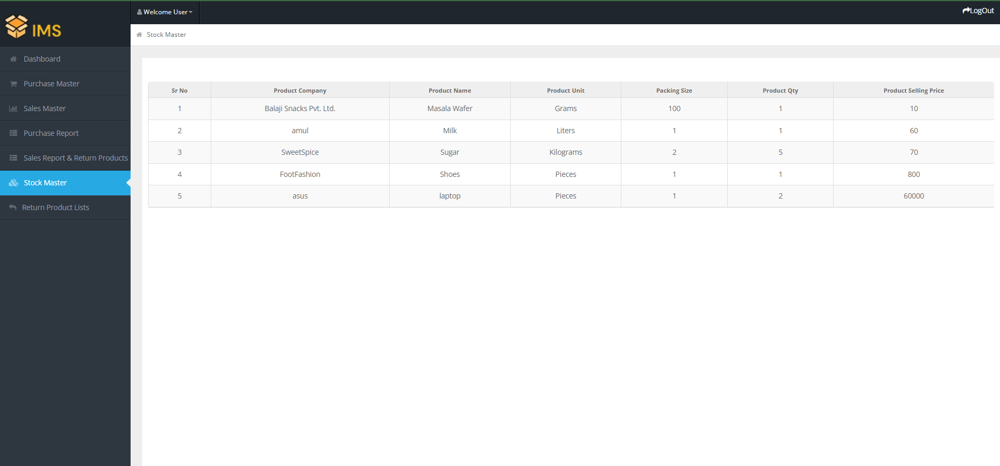 IMS
Welcome User
LogOut
Stock Master
Dashboard
Purchase Master
Sales Master
Purchase Report
Sales Report & Return Products
Stock Master
Return Product Lists
Sr No Product Company Product Name Product Unit Packing Size Product Qty Product Selling Price
1 Balaji Snacks Pvt. Ltd. Masala Wafer Grams 100 1 10
2 amul Milk Liters 1 1 60
3 SweetSpice Sugar Kilograms 2 5 70
4 FootFashion Shoes Pieces 1 1 800
5 asus laptop Pieces 1 2 60000